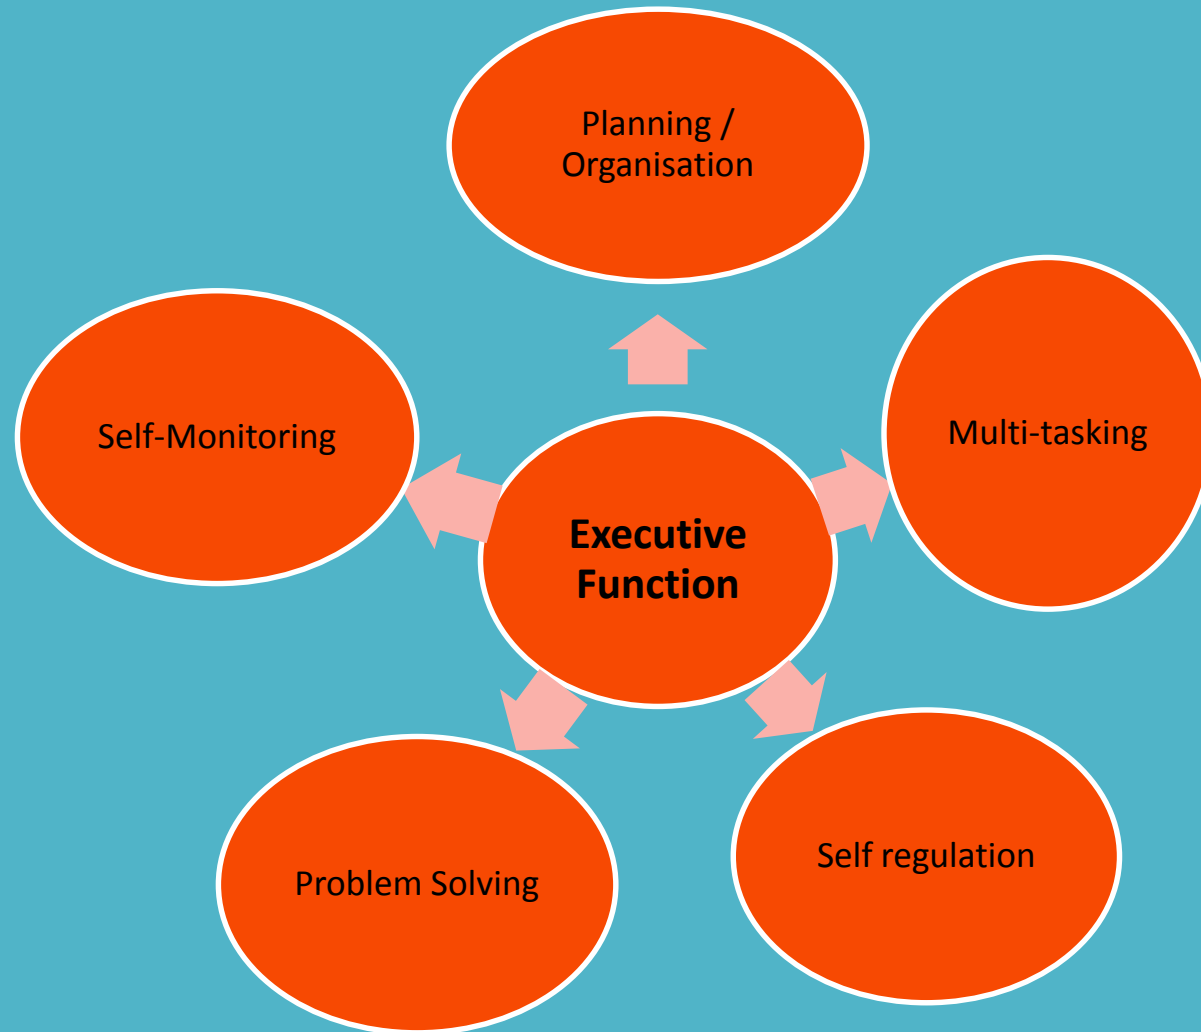 Planning /
Organisation
Multi-tasking
Self-Monitoring
Executive
Function
Self regulation
Problem Solving